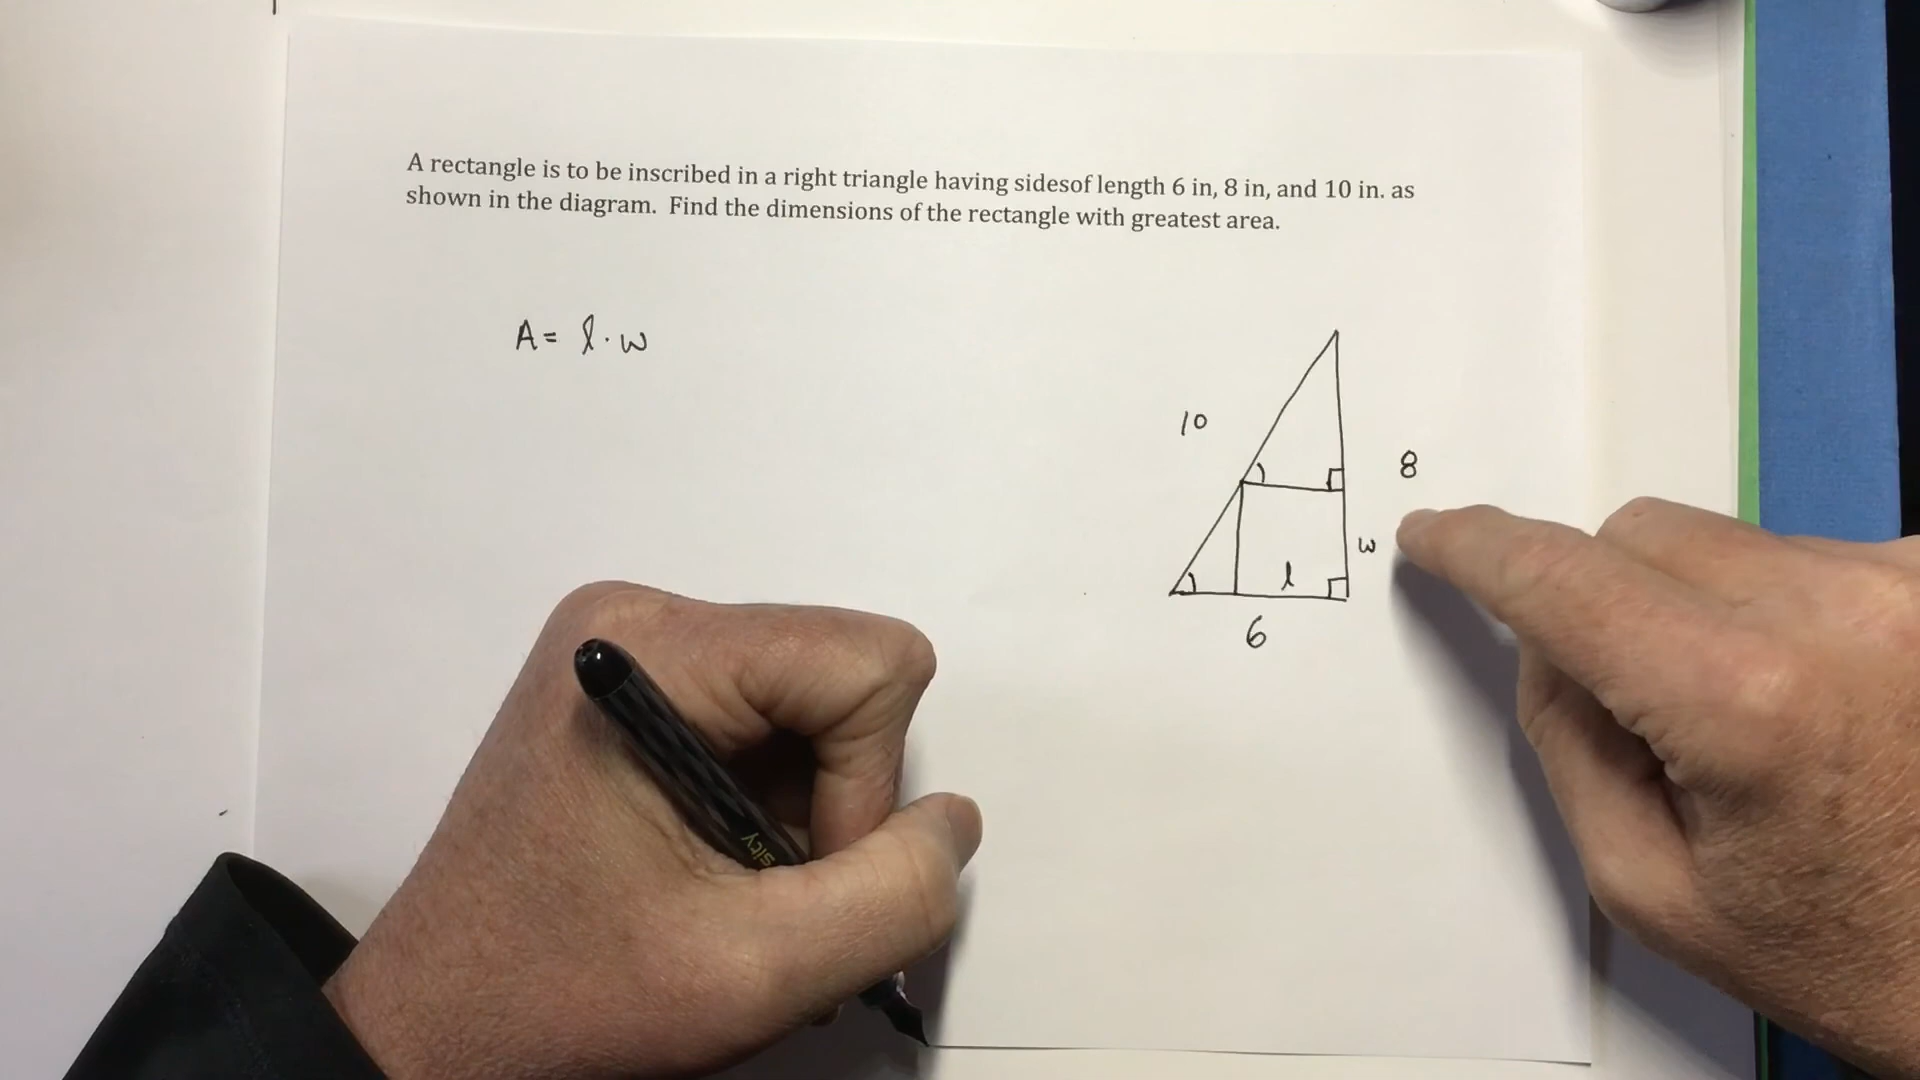 A rectangle is to be inscribed in a right triangle having sidesof length 6 in, 8 in, and 10 in. as
shown in the diagram. Find the dimensions of the rectangle with greatest area.
A = l · w
10
8
w
l
6
sity